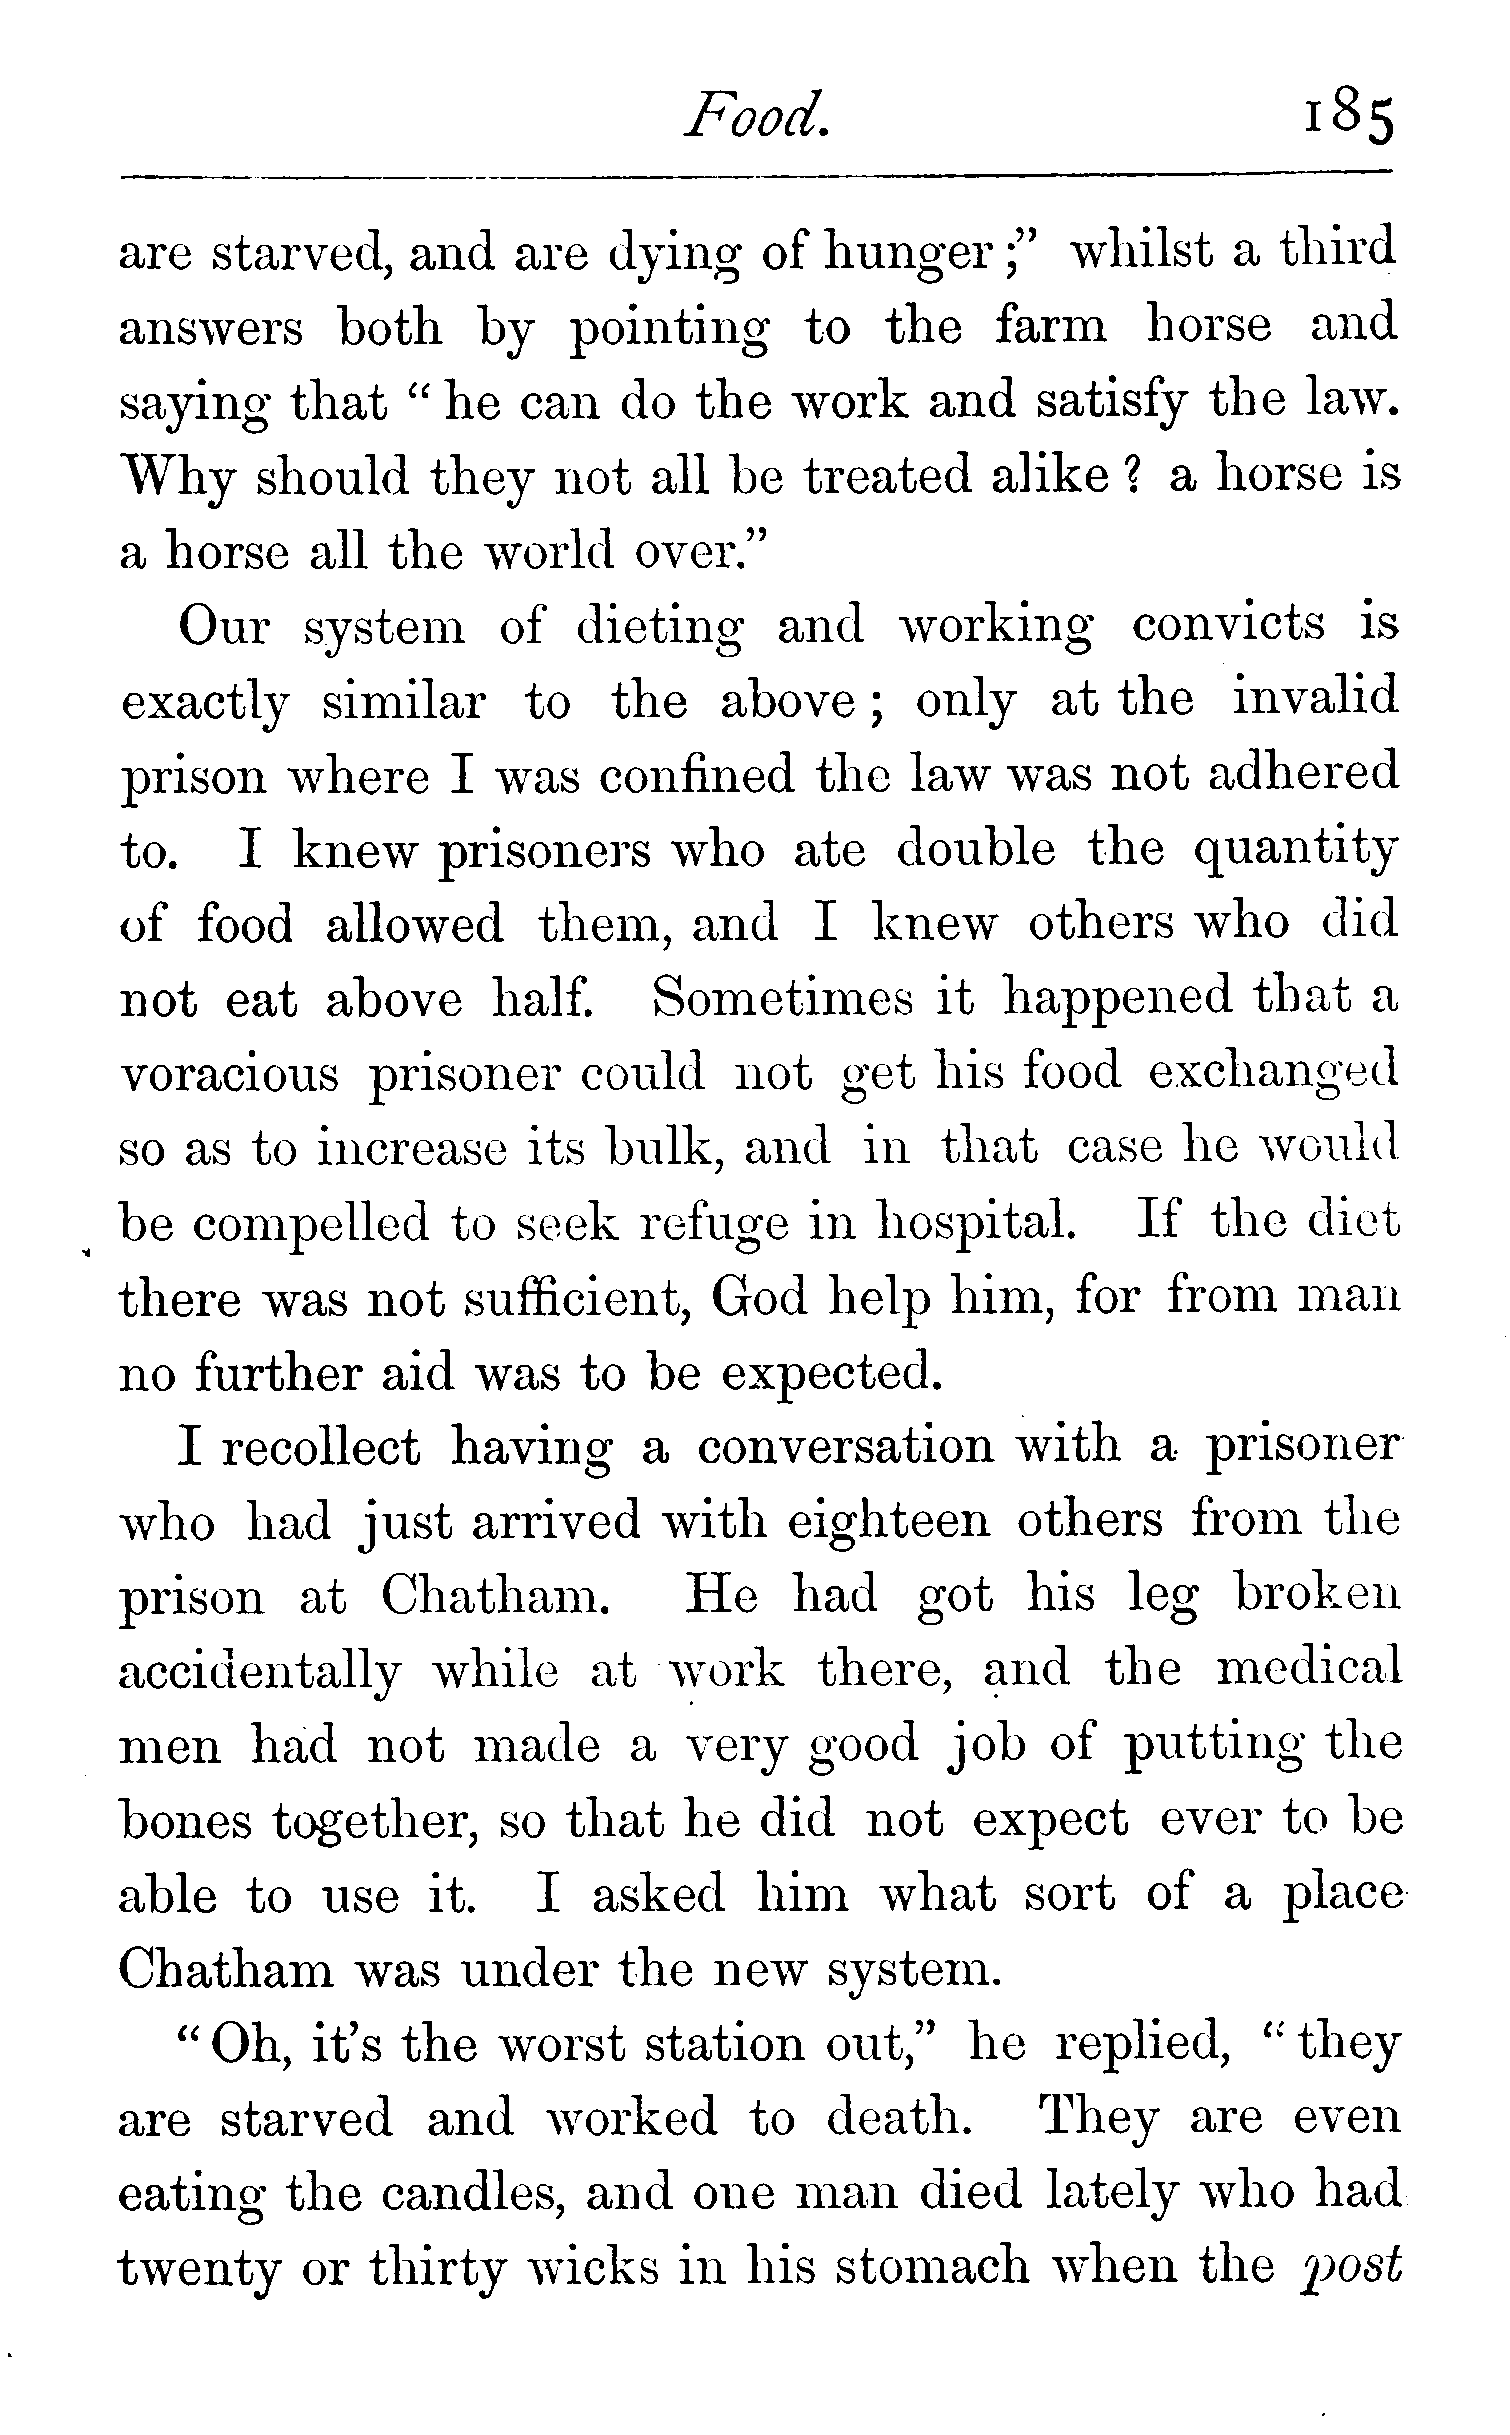 Food. 185
are starved, and are dying of hunger;” whilst a third
answers both by pointing to the farm horse and
saying that “he can do the work and satisfy the law.
Why should they not all be treated alike? a horse is
a horse all the world over.”
Our system of dieting and working convicts is
exactly similar to the above; only at the invalid
prison where I was confined the law was not adhered
to. I knew prisoners who ate double the quantity
of food allowed them, and I knew others who did
not eat above half. Sometimes it happened that a
voracious prisoner could not get his food exchanged
so as to increase its bulk, and in that case he would
be compelled to seek refuge in hospital. If the diet
there was not sufficient, God help him, for from man
no further aid was to be expected.
I recollect having a conversation with a prisoner
who had just arrived with eighteen others from the
prison at Chatham. He had got his leg broken
accidentally while at work there, and the medical
men had not made a very good job of putting the
bones together, so that he did not expect ever to be
able to use it. I asked him what sort of a place
Chatham was under the new system.
“Oh, it’s the worst station out,” he replied, “they
are starved and worked to death. They are even
eating the candles, and one man died lately who had
twenty or thirty wicks in his stomach when the post